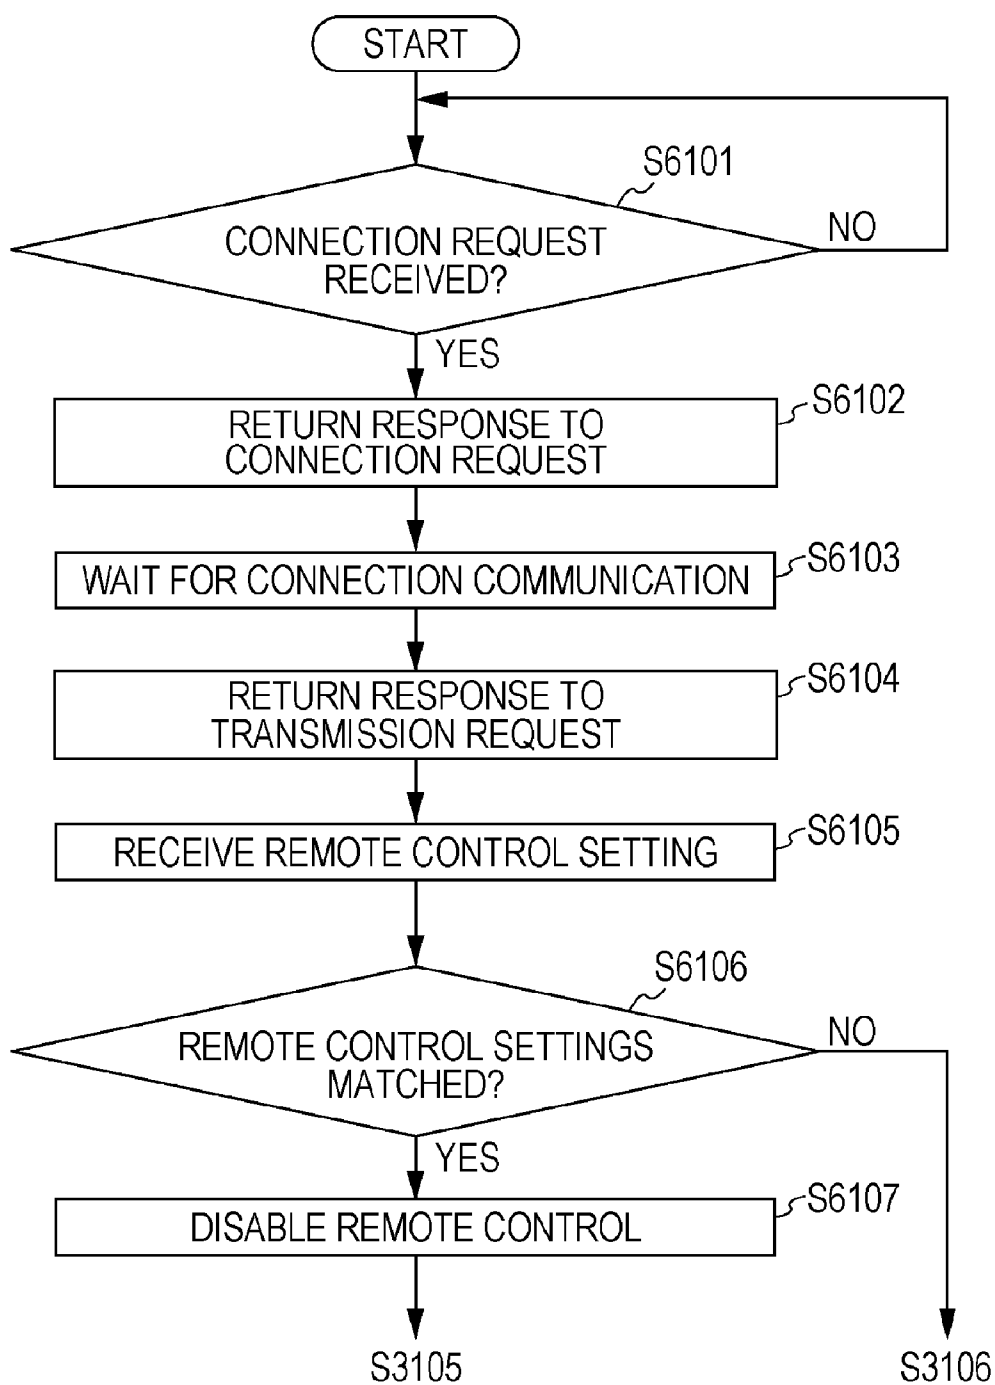 START
S6101
CONNECTION REQUEST
RECEIVED?
NO
YES
S6102
RETURN RESPONSE TO
CONNECTION REQUEST
S6103
WAIT FOR CONNECTION COMMUNICATION
S6104
RETURN RESPONSE TO
TRANSMISSION REQUEST
S6105
RECEIVE REMOTE CONTROL SETTING
S6106
REMOTE CONTROL SETTINGS
MATCHED?
NO
YES
S6107
DISABLE REMOTE CONTROL
S3105
S3106